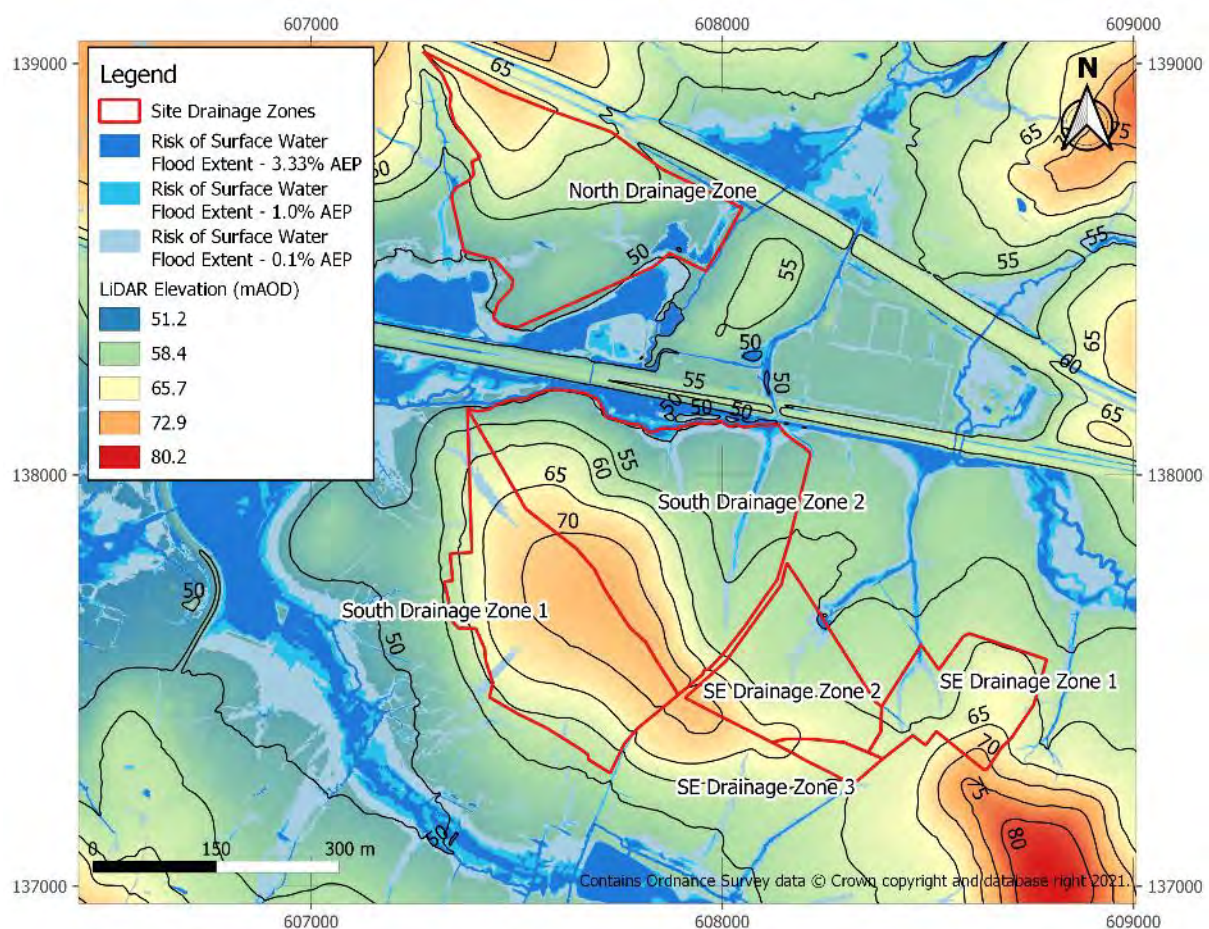 607000
608000
609000
139000
139000
Legend
Site Drainage Zones
Risk of Surface Water
Flood Extent - 3.33% AEP
Risk of Surface Water
Flood Extent - 1.0% AEP
Risk of Surface Water
Flood Extent - 0.1% AEP
LiDAR Elevation (mAOD)
51.2
58.4
65.7
72.9
80.2
65
N
65
75
60
North Drainage Zone
50
55
55
55
50
65
60
55
50
50
50
50
65
138000
138000
55
60
65
70
South Drainage Zone 2
50
South Drainage Zone 1
50
SE Drainage Zone 2
SE Drainage Zone 1
65
70
SE Drainage Zone 3
75
80
50
0
150
300 m
Contains Ordnance Survey data © Crown copyright and database right 2021.
137000
137000
607000
608000
609000